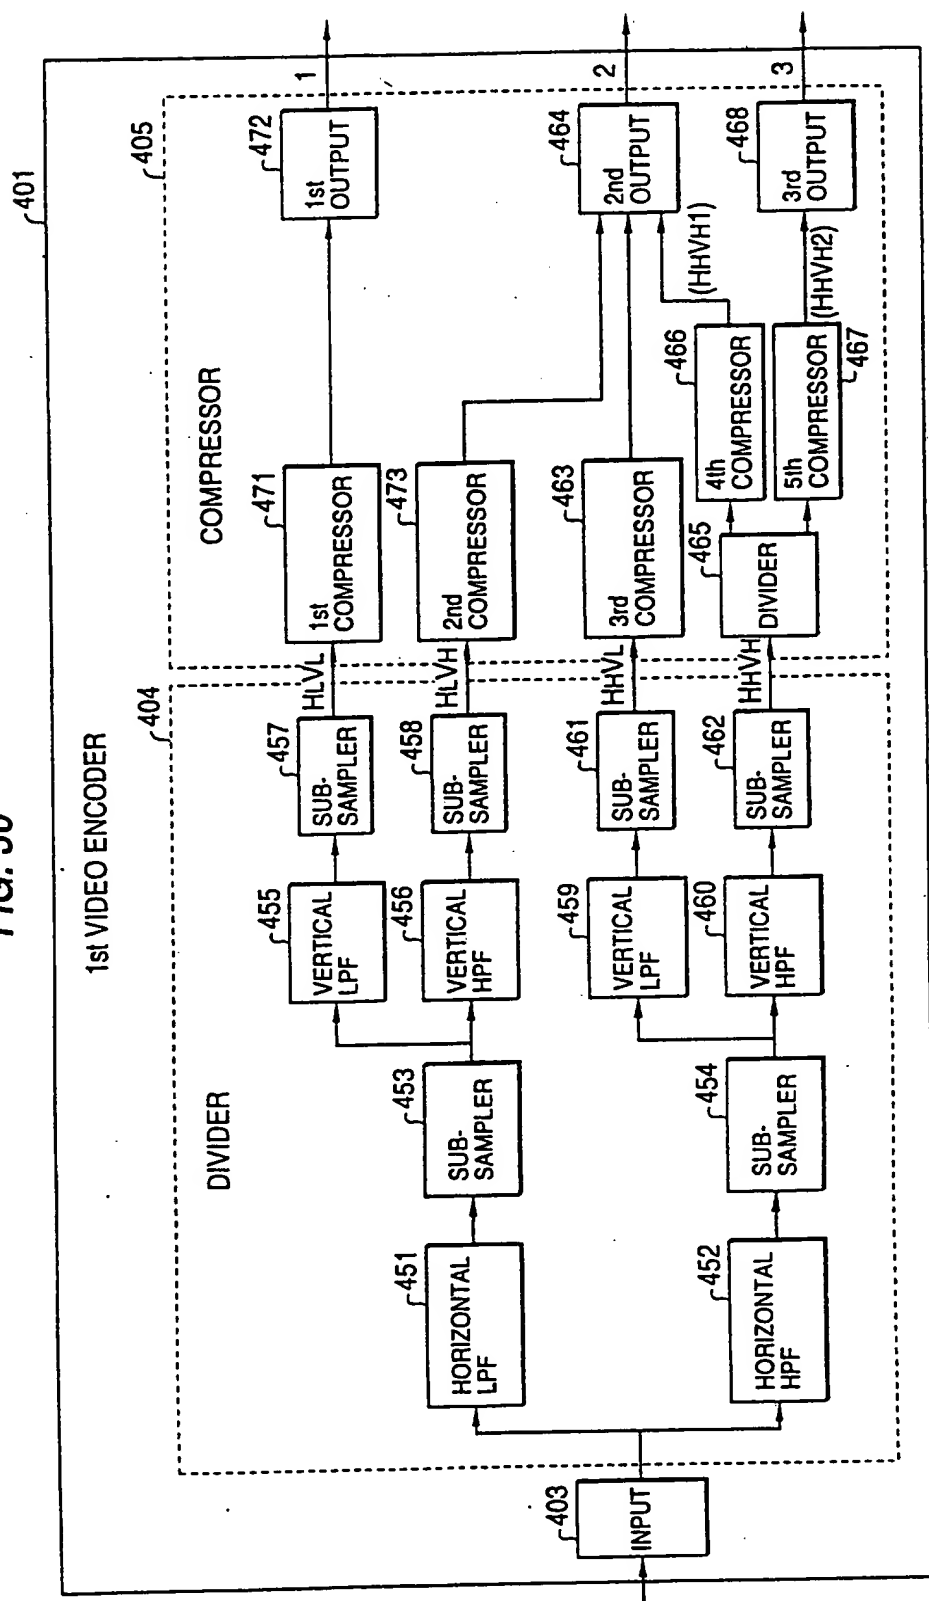 FIG. 30
401
1st VIDEO ENCODER
404
DIVIDER
405
COMPRESSOR
403
INPUT
451
HORIZONTAL
LPF
453
SUB-
SAMPLER
455
VERTICAL
LPF
457
SUB-
SAMPLER
HLVL
471
1st
COMPRESSOR
472
1st
OUTPUT
1
456
VERTICAL
HPF
458
SUB-
SAMPLER
HLVH
473
2nd
COMPRESSOR
464
2nd
OUTPUT
2
452
HORIZONTAL
HPF
454
SUB-
SAMPLER
459
VERTICAL
LPF
461
SUB-
SAMPLER
HHVL
463
3rd
COMPRESSOR
460
VERTICAL
HPF
462
SUB-
SAMPLER
HHVH
465
DIVIDER
466
4th
COMPRESSOR
(HHVH1)
5th
COMPRESSOR
467
(HHVH2)
468
3rd
OUTPUT
3